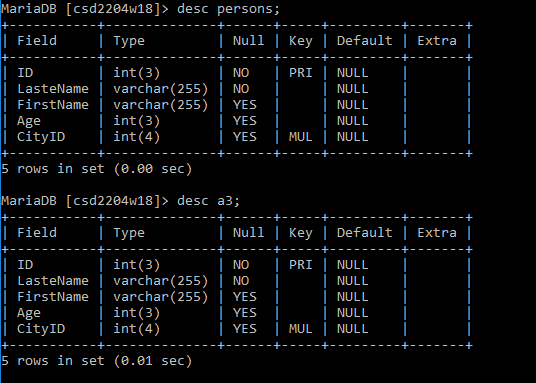 MariaDB [csd2204w18]> desc persons;
+-----------+--------------+------+-----+---------+-------+
| Field     | Type         | Null | Key | Default | Extra |
+-----------+--------------+------+-----+---------+-------+
| ID        | int(3)       | NO   | PRI | NULL    |       |
| LasteName | varchar(255) | NO   |     | NULL    |       |
| FirstName | varchar(255) | YES  |     | NULL    |       |
| Age       | int(3)       | YES  |     | NULL    |       |
| CityID    | int(4)       | YES  | MUL | NULL    |       |
+-----------+--------------+------+-----+---------+-------+
5 rows in set (0.00 sec)
MariaDB [csd2204w18]> desc a3;
+-----------+--------------+------+-----+---------+-------+
| Field     | Type         | Null | Key | Default | Extra |
+-----------+--------------+------+-----+---------+-------+
| ID        | int(3)       | NO   | PRI | NULL    |       |
| LasteName | varchar(255) | NO   |     | NULL    |       |
| FirstName | varchar(255) | YES  |     | NULL    |       |
| Age       | int(3)       | YES  |     | NULL    |       |
| CityID    | int(4)       | YES  | MUL | NULL    |       |
+-----------+--------------+------+-----+---------+-------+
5 rows in set (0.01 sec)